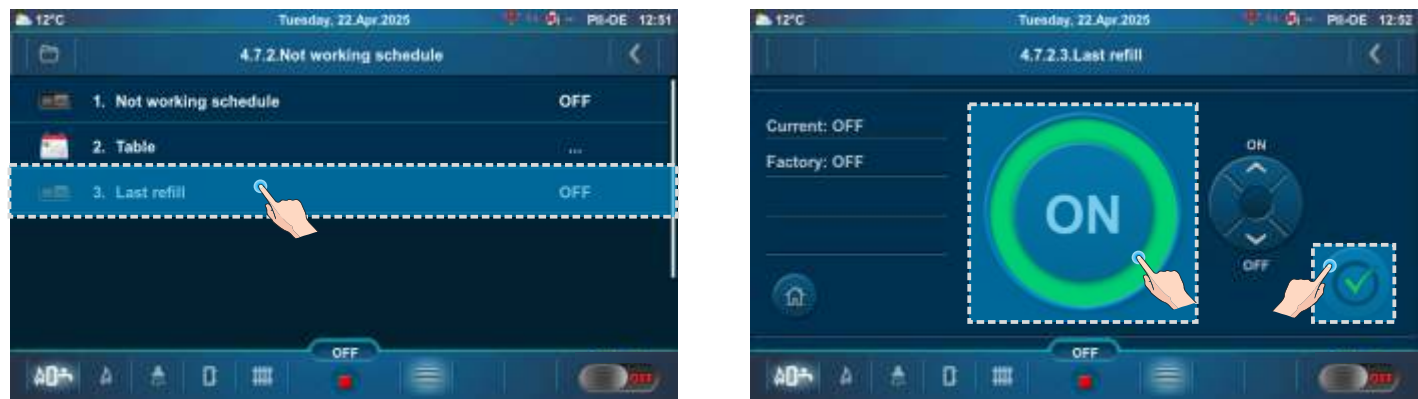 12°C Tuesday, 22.Apr.2025 PII-OE 12:51
4.7.2.Not working schedule
1. Not working schedule OFF
2. Table ...
3. Last refill OFF
OFF
OFF
12°C Tuesday, 22.Apr.2025 PII-OE 12:52
4.7.2.3.Last refill
Current: OFF
Factory: OFF
ON
ON
OFF
OFF
OFF